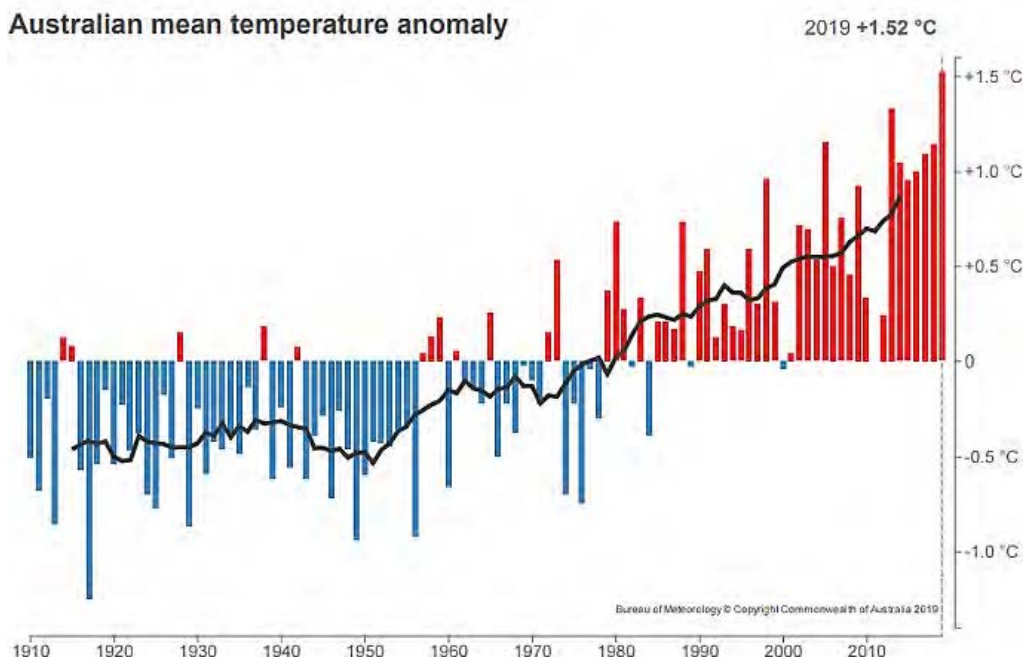 Australian mean temperature anomaly
2019 +1.52 °C
+1.5 °C
+1.0 °C
+0.5 °C
0
-0.5 °C
-1.0 °C
Bureau of Meteorology © Copyright Commonwealth of Australia 2019
1910 1920 1930 1940 1950 1960 1970 1980 1990 2000 2010